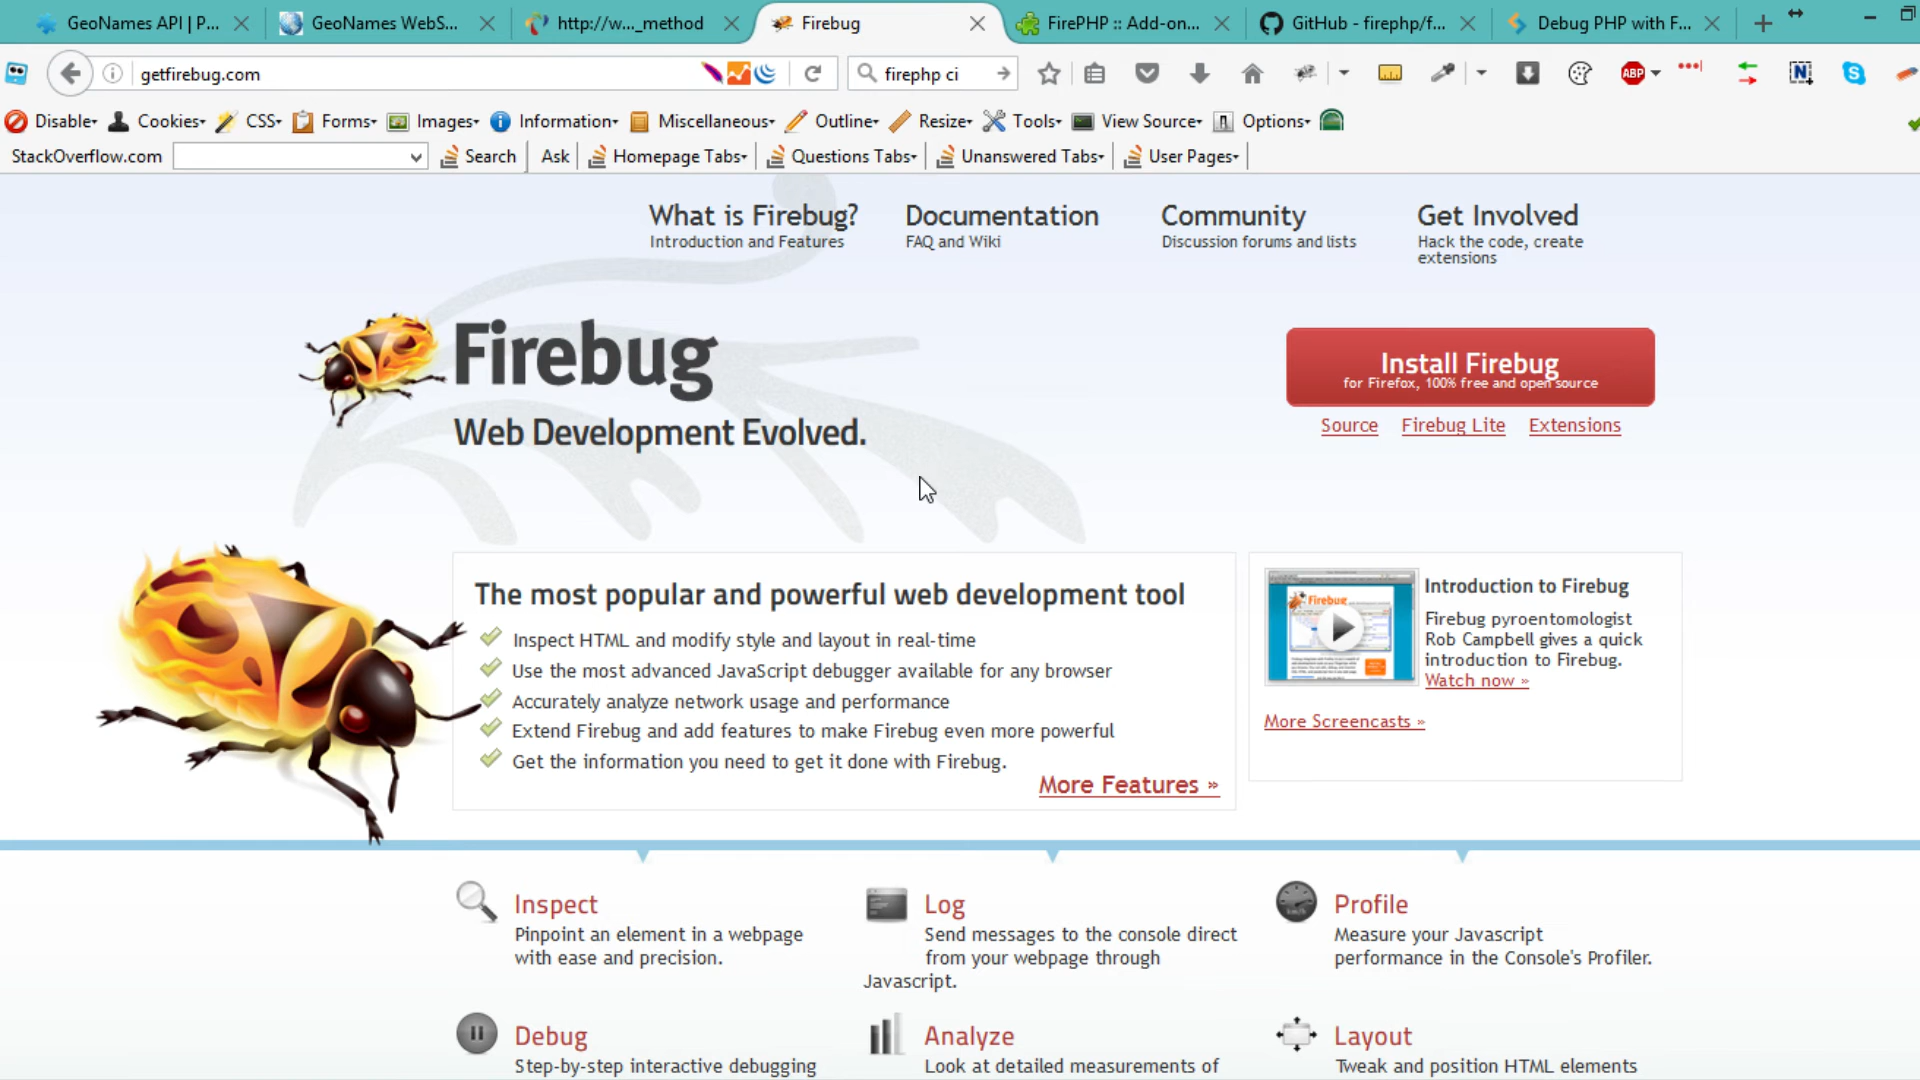 GeoNames API | P...
GeoNames WebS...
http://w..._method
Firebug
FirePHP :: Add-on...
GitHub - firephp/f...
Debug PHP with F...
getfirebug.com
firephp ci
ABP
N
Disable
Cookies
CSS
Forms
Images
Information
Miscellaneous
Outline
Resize
Tools
View Source
Options
StackOverflow.com
Search
Ask
Homepage Tabs
Questions Tabs
Unanswered Tabs
User Pages
What is Firebug?
Introduction and Features
Documentation
FAQ and Wiki
Community
Discussion forums and lists
Get Involved
Hack the code, create
extensions
Firebug
Web Development Evolved.
Install Firebug
for Firefox, 100% free and open source
Source
Firebug Lite
Extensions
The most popular and powerful web development tool
Inspect HTML and modify style and layout in real-time
Use the most advanced JavaScript debugger available for any browser
Accurately analyze network usage and performance
Extend Firebug and add features to make Firebug even more powerful
Get the information you need to get it done with Firebug.
More Features »
Firebug
Introduction to Firebug
Firebug pyroentomologist
Rob Campbell gives a quick
introduction to Firebug.
Watch now »
More Screencasts »
Inspect
Pinpoint an element in a webpage
with ease and precision.
Log
Send messages to the console direct
from your webpage through
Javascript.
Profile
Measure your Javascript
performance in the Console's Profiler.
Debug
Step-by-step interactive debugging
Analyze
Look at detailed measurements of
Layout
Tweak and position HTML elements